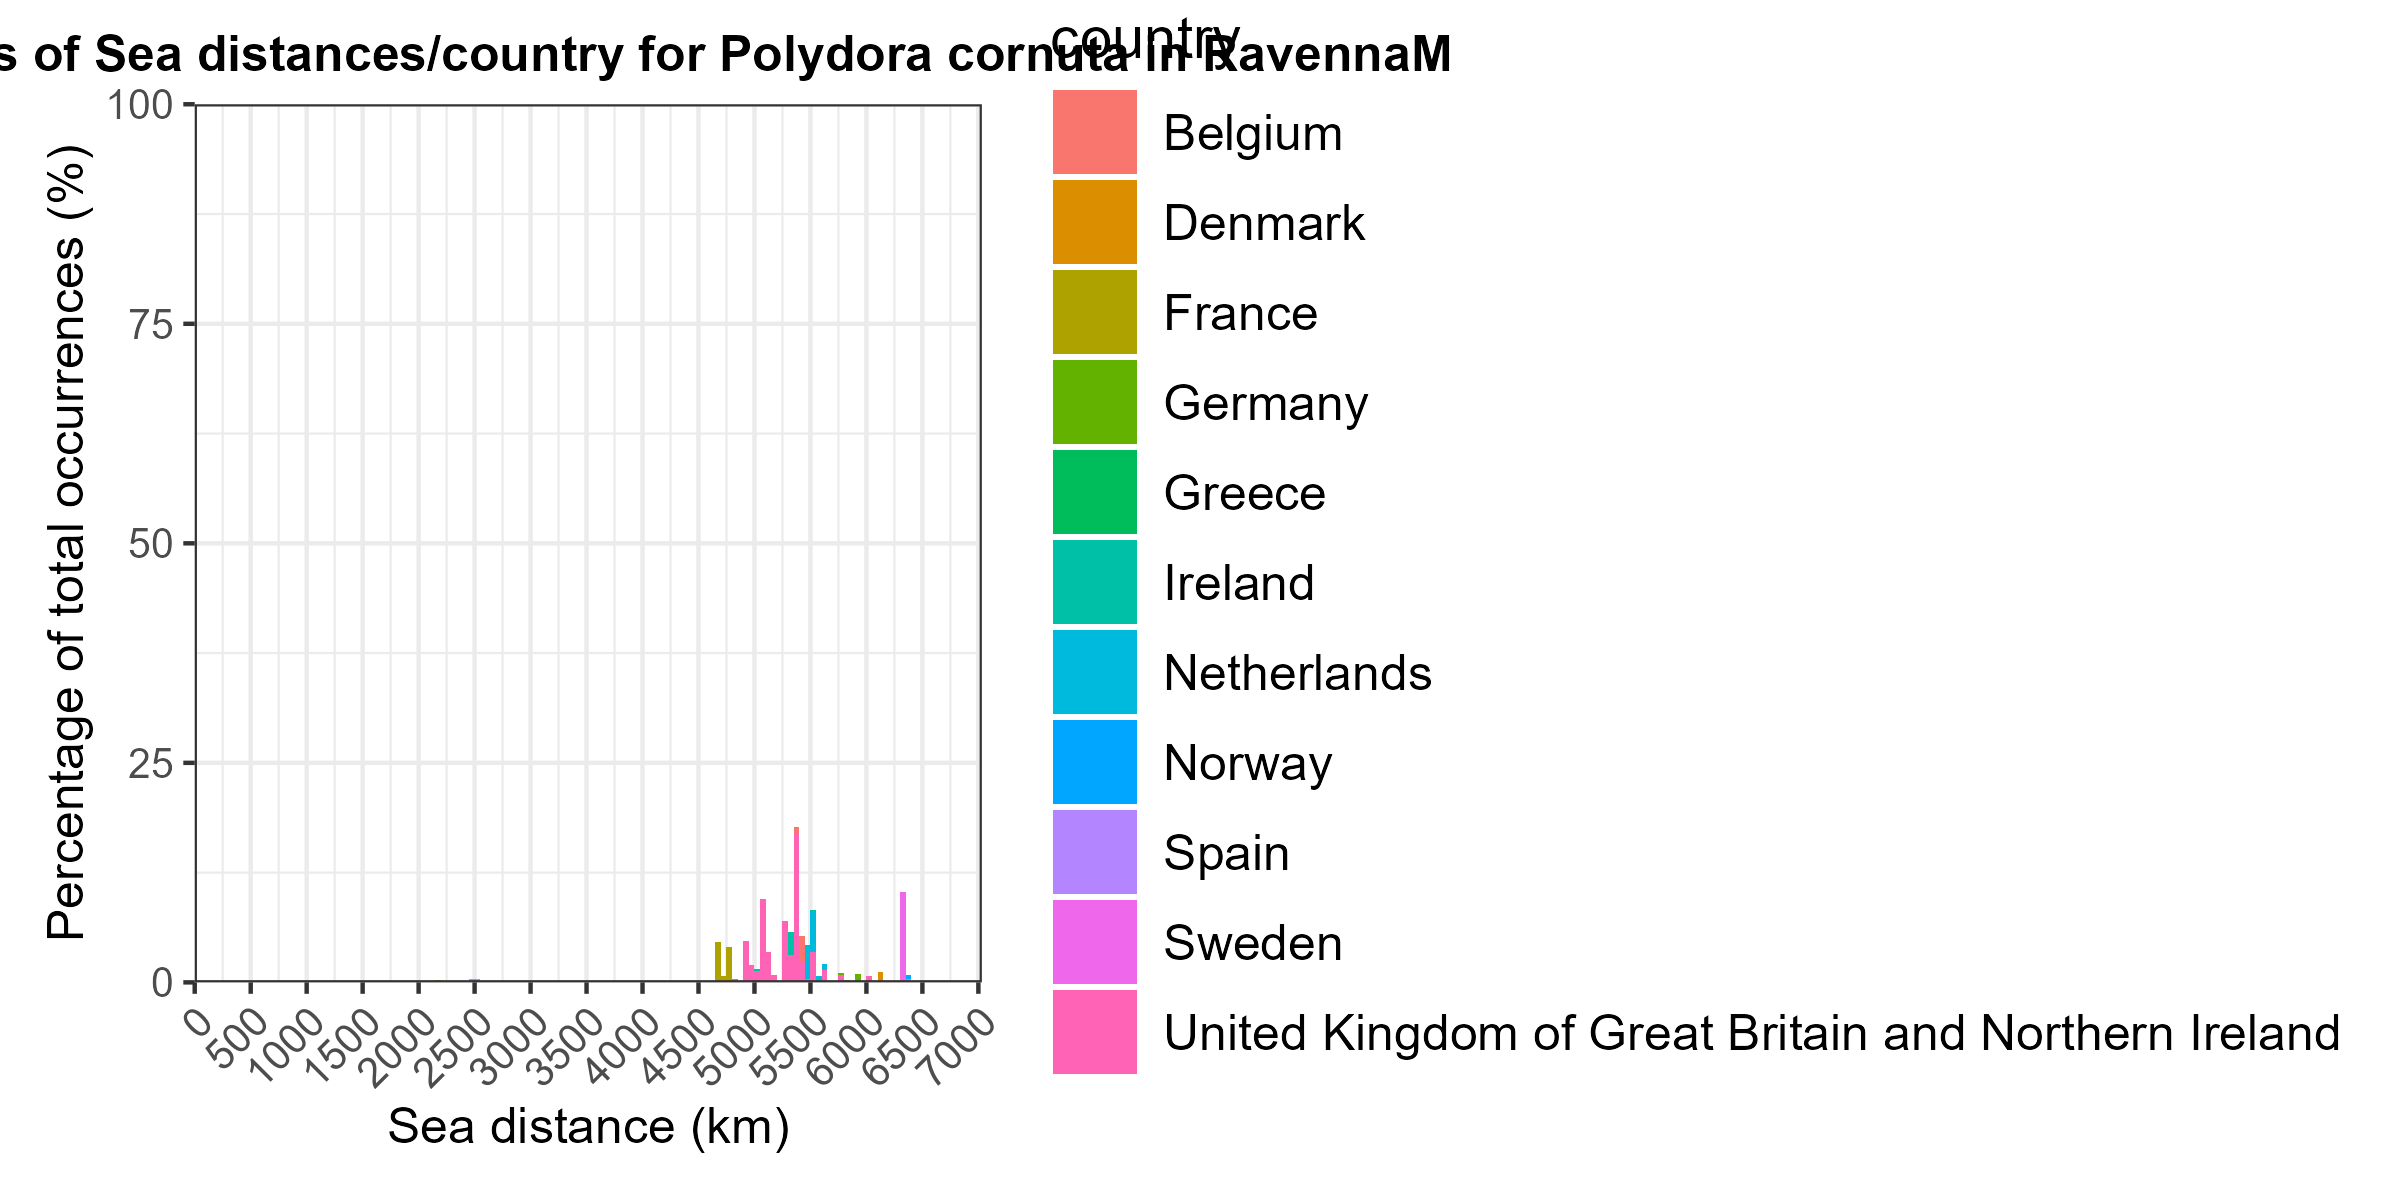 s of Sea distances/country for Polydora cornuta in RavennaM
country
Percentage of total occurrences (%)
100
75
50
25
0
0
500
1000
1500
2000
2500
3000
3500
4000
4500
5000
5500
6000
6500
7000
Sea distance (km)
Belgium
Denmark
France
Germany
Greece
Ireland
Netherlands
Norway
Spain
Sweden
United Kingdom of Great Britain and Northern Ireland